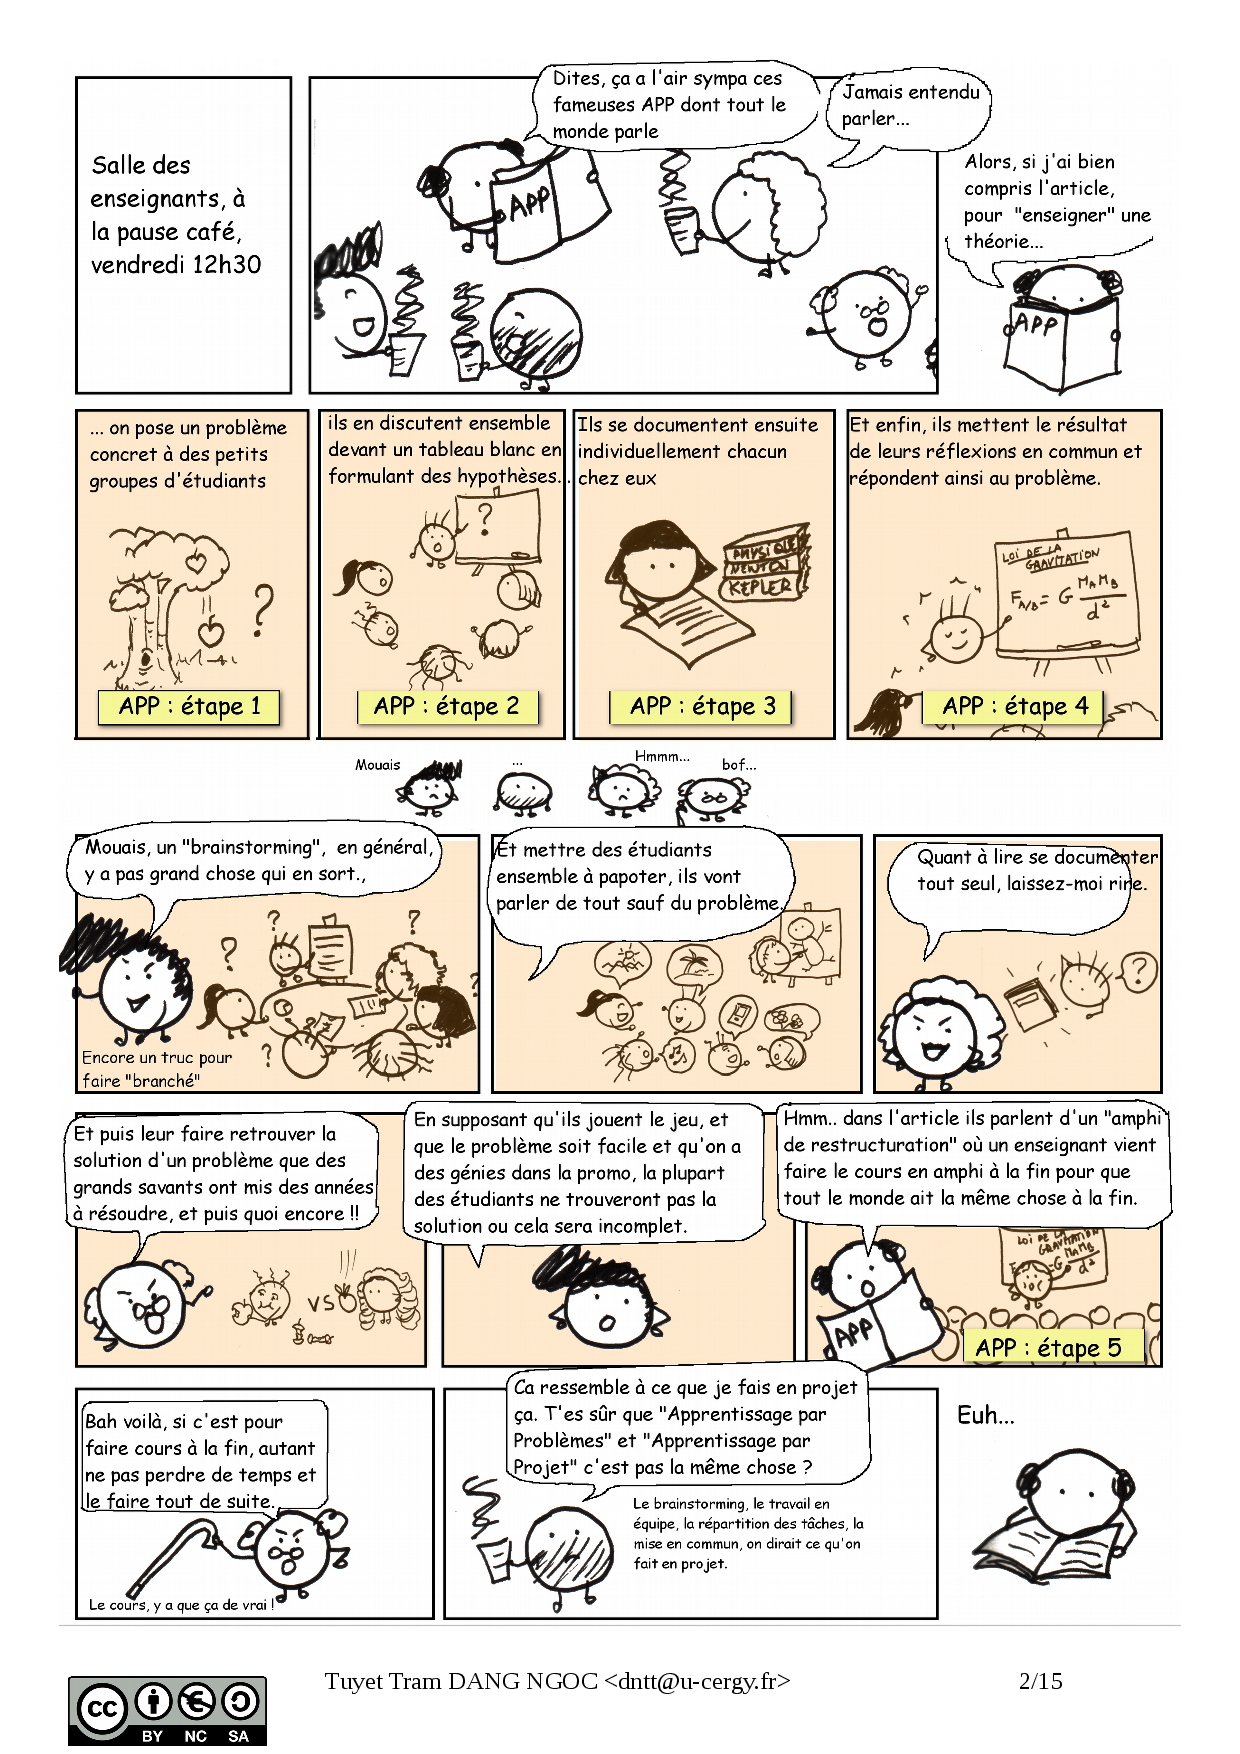 Salle des
enseignants, à
la pause café,
vendredi 12h30
Dites, ça a l'air sympa ces
fameuses APP dont tout le
monde parle
Jamais entendu
parler...
APP
Alors, si j'ai bien
compris l'article,
pour "enseigner" une
théorie...
APP
... on pose un problème
concret à des petits
groupes d'étudiants
?
APP : étape 1
ils en discutent ensemble
devant un tableau blanc en
formulant des hypothèses...
?
APP : étape 2
Ils se documentent ensuite
individuellement chacun
chez eux
PHYSIQUE
NEWTON
KEPLER
APP : étape 3
Et enfin, ils mettent le résultat
de leurs réflexions en commun et
répondent ainsi au problème.
LOI DE LA
GRAVITATION
F A/B = G MA MB
d²
APP : étape 4
Mouais
...
Hmmm...
bof...
Mouais, un "brainstorming", en général,
y a pas grand chose qui en sort.,
? ? ? ? ?
Encore un truc pour
faire "branché"
Et mettre des étudiants
ensemble à papoter, ils vont
parler de tout sauf du problème.
Quant à lire se documenter
tout seul, laissez-moi rire.
?
Et puis leur faire retrouver la
solution d'un problème que des
grands savants ont mis des années
à résoudre, et puis quoi encore !!
VS
En supposant qu'ils jouent le jeu, et
que le problème soit facile et qu'on a
des génies dans la promo, la plupart
des étudiants ne trouveront pas la
solution ou cela sera incomplet.
Hmm.. dans l'article ils parlent d'un "amphi
de restructuration" où un enseignant vient
faire le cours en amphi à la fin pour que
tout le monde ait la même chose à la fin.
LOI DE LA
GRAVITATION
G MA MB
d²
APP
APP : étape 5
Bah voilà, si c'est pour
faire cours à la fin, autant
ne pas perdre de temps et
le faire tout de suite.
Le cours, y a que ça de vrai !
Ca ressemble à ce que je fais en projet
ça. T'es sûr que "Apprentissage par
Problèmes" et "Apprentissage par
Projet" c'est pas la même chose ?
Le brainstorming, le travail en
équipe, la répartition des tâches, la
mise en commun, on dirait ce qu'on
fait en projet.
Euh...
Tuyet Tram DANG NGOC <dntt@u-cergy.fr>
2/15
cc
BY NC SA